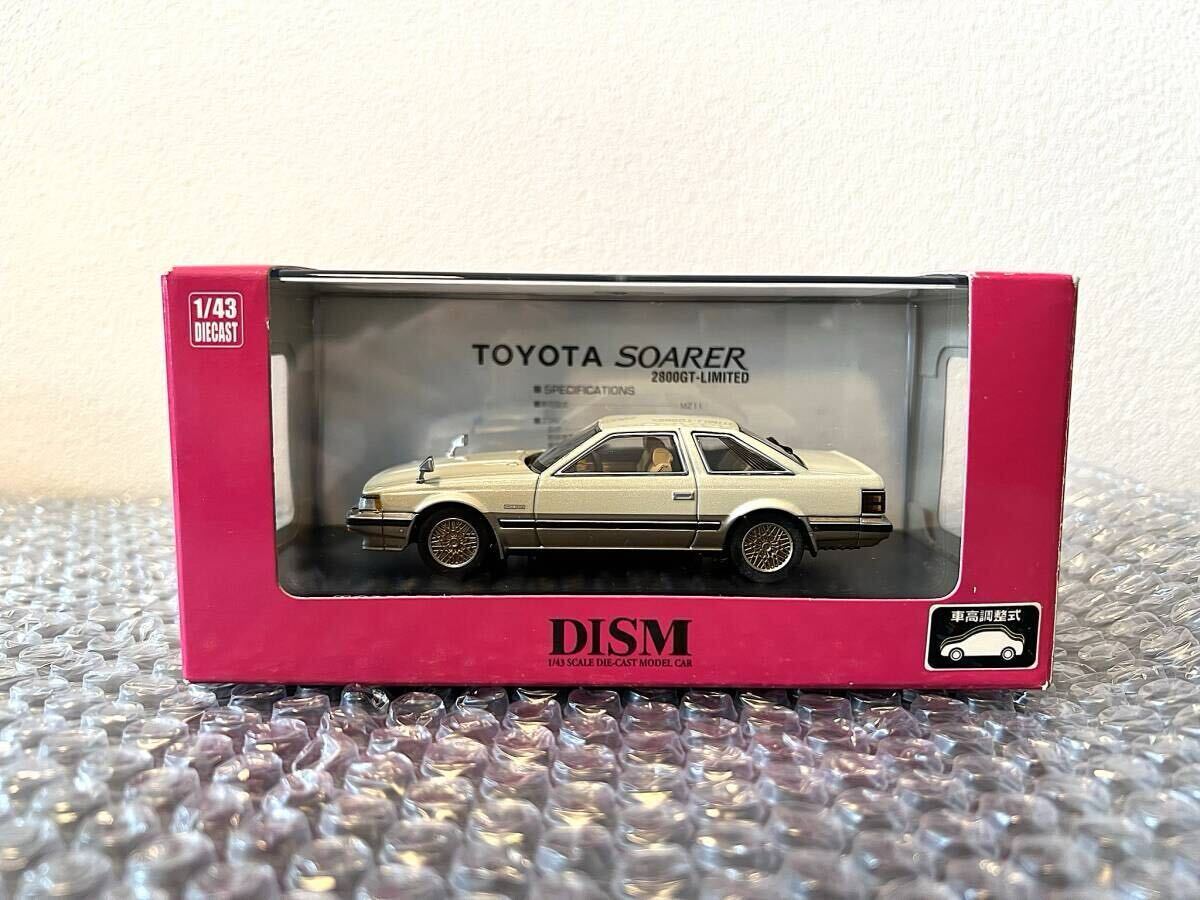 1/43
DIECAST
TOYOTA SOARER
2800GT-LIMITED
■ SPECIFICATIONS
MZ11
DISM
1/43 SCALE DIE-CAST MODEL CAR
車高調整式